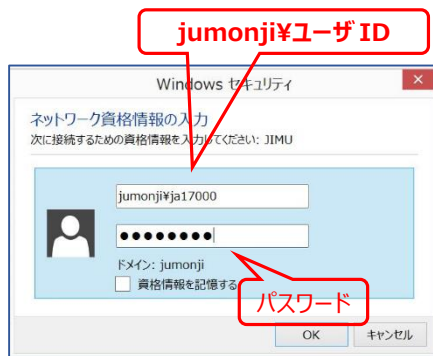 jumonji¥ユーザ ID
Windows セキュリティ
ネットワーク資格情報の入力
次に接続するための資格情報を入力してください: JIMU
jumonji¥ja17000
●●●●●●●●
ドメイン: jumonji
資格情報を記憶する
パスワード
OK
キャンセル